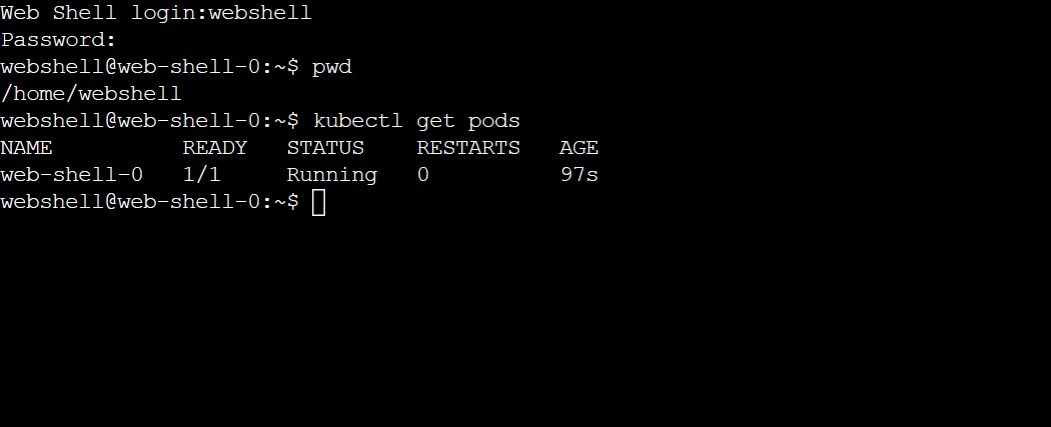 Web Shell login:webshell
Password:
webshell@web-shell-0:~$ pwd
/home/webshell
webshell@web-shell-0:~$ kubectl get pods
NAME          READY   STATUS    RESTARTS   AGE
web-shell-0   1/1     Running   0          97s
webshell@web-shell-0:~$